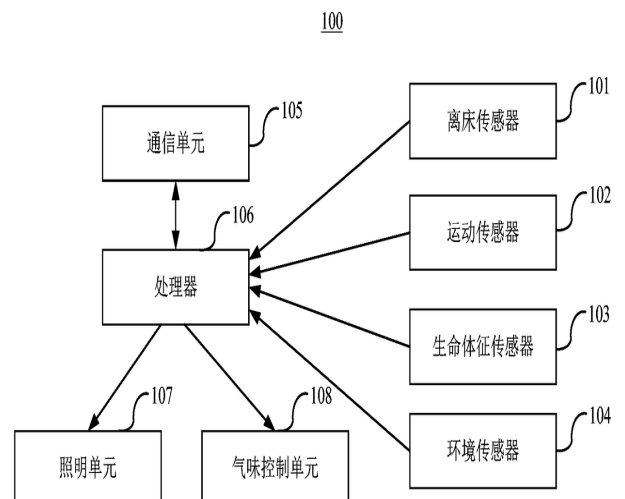 100
101
离床传感器
105
通信单元
102
运动传感器
106
处理器
103
生命体征传感器
104
环境传感器
107
照明单元
108
气味控制单元